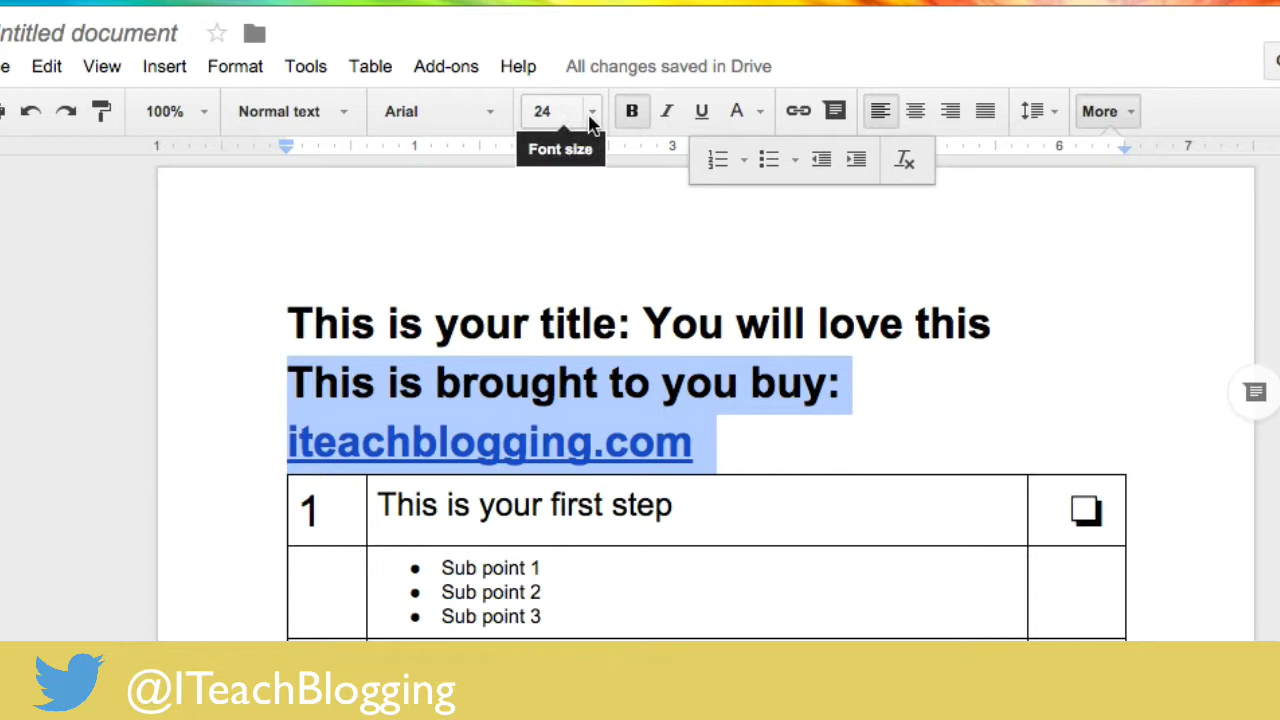 ntitled document
e Edit View Insert Format Tools Table Add-ons Help All changes saved in Drive
100% Normal text Arial 24 B I U A More
Font size
1 1 3 6 7
This is your title: You will love this
This is brought to you buy:
iteachblogging.com
1 This is your first step
● Sub point 1
● Sub point 2
● Sub point 3
@ITeachBlogging